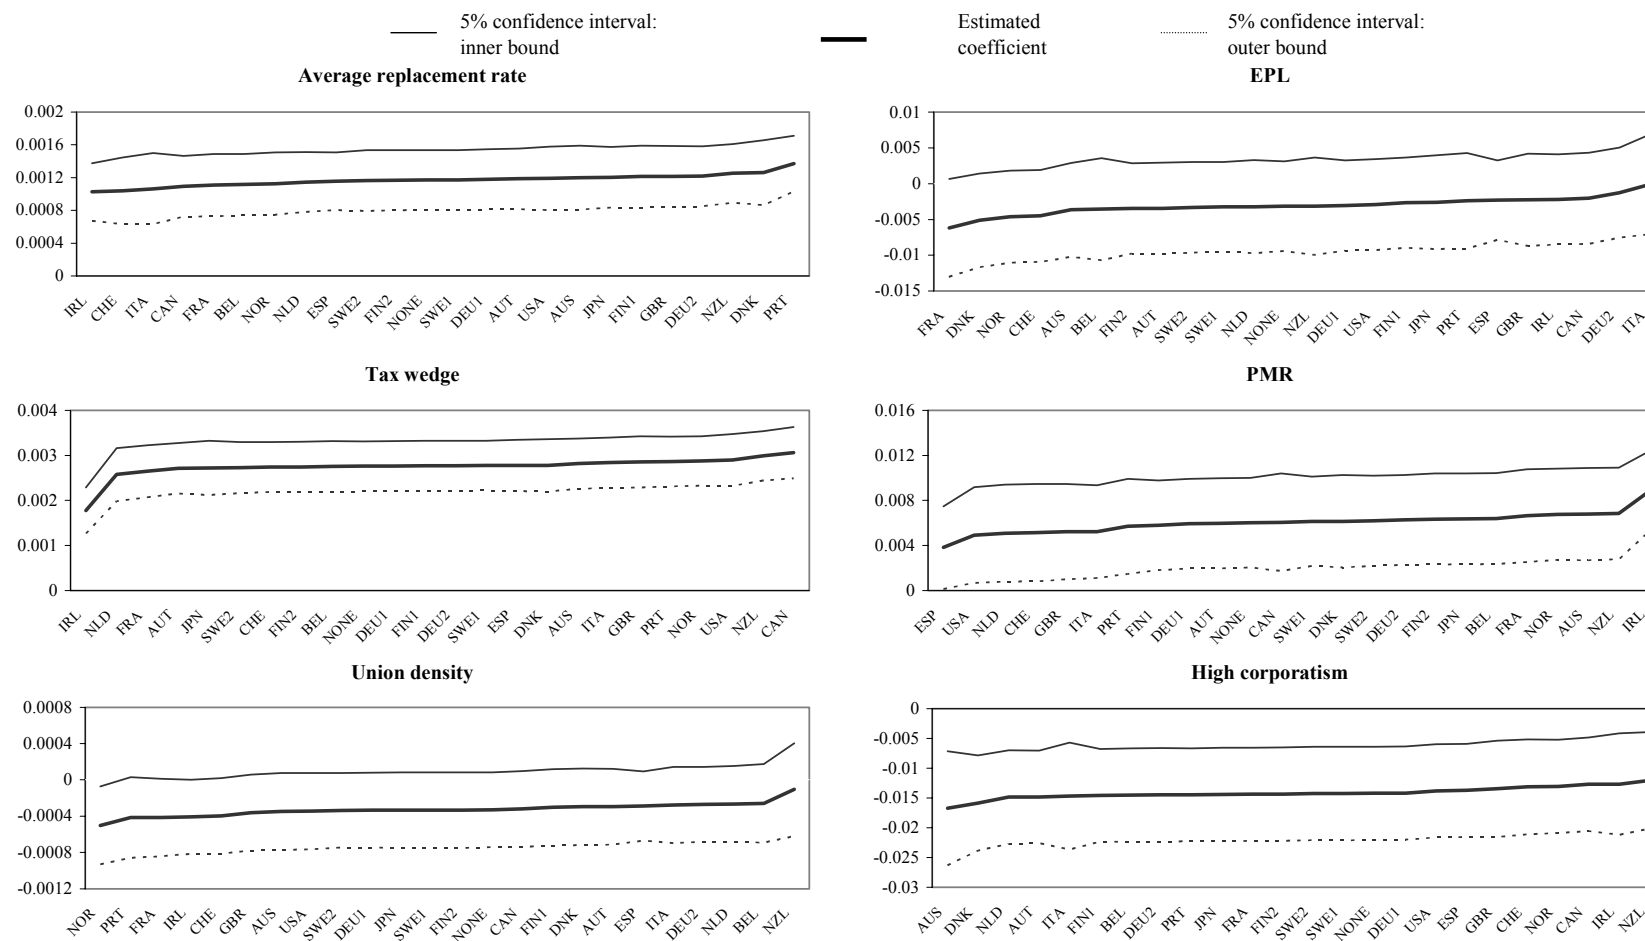 5% confidence interval:
inner bound
Estimated
coefficient
5% confidence interval:
outer bound
Average replacement rate
0.002
0.0016
0.0012
0.0008
0.0004
0
IRL CHE ITA CAN FRA BEL NOR NLD ESP SWE2 FIN2 NONE SWE1 DEU1 AUT USA AUS JPN FIN1 GBR DEU2 NZL DNK PRT
EPL
0.01
0.005
0
-0.005
-0.01
-0.015
FRA DNK NOR CHE AUS BEL FIN2 AUT SWE2 SWE1 NLD NONE NZL DEU1 USA FIN1 JPN PRT ESP GBR IRL CAN DEU2 ITA
Tax wedge
0.004
0.003
0.002
0.001
0
IRL NLD FRA AUT JPN SWE2 CHE FIN2 BEL NONE DEU1 FIN1 DEU2 SWE1 ESP DNK AUS ITA GBR PRT NOR USA NZL CAN
PMR
0.016
0.012
0.008
0.004
0
ESP USA NLD CHE GBR ITA PRT FIN1 DEU1 AUT NONE CAN SWE1 DNK SWE2 DEU2 FIN2 JPN BEL FRA NOR AUS NZL IRL
Union density
0.0008
0.0004
0
-0.0004
-0.0008
-0.0012
NOR PRT FRA IRL CHE GBR AUS USA SWE2 DEU1 JPN SWE1 FIN2 NONE CAN FIN1 DNK AUT ESP ITA DEU2 NLD BEL NZL
High corporatism
0
-0.005
-0.01
-0.015
-0.02
-0.025
-0.03
AUS DNK NLD AUT ITA FIN1 BEL DEU2 PRT JPN FRA FIN2 SWE2 SWE1 NONE DEU1 USA ESP GBR CHE NOR CAN IRL NZL